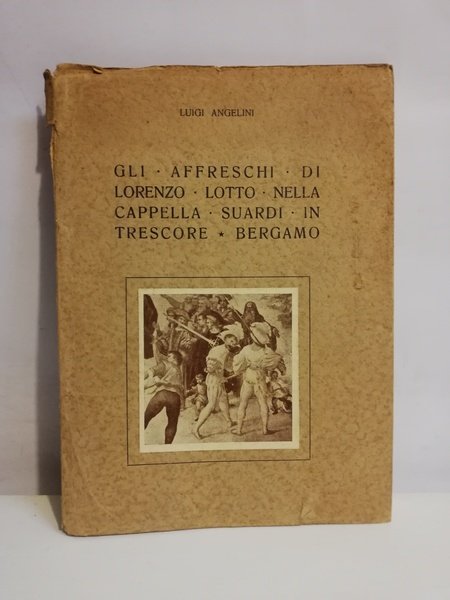 LUIGI ANGELINI
GLI · AFFRESCHI · DI
LORENZO · LOTTO · NELLA
CAPPELLA · SUARDI · IN
TRESCORE ★ BERGAMO